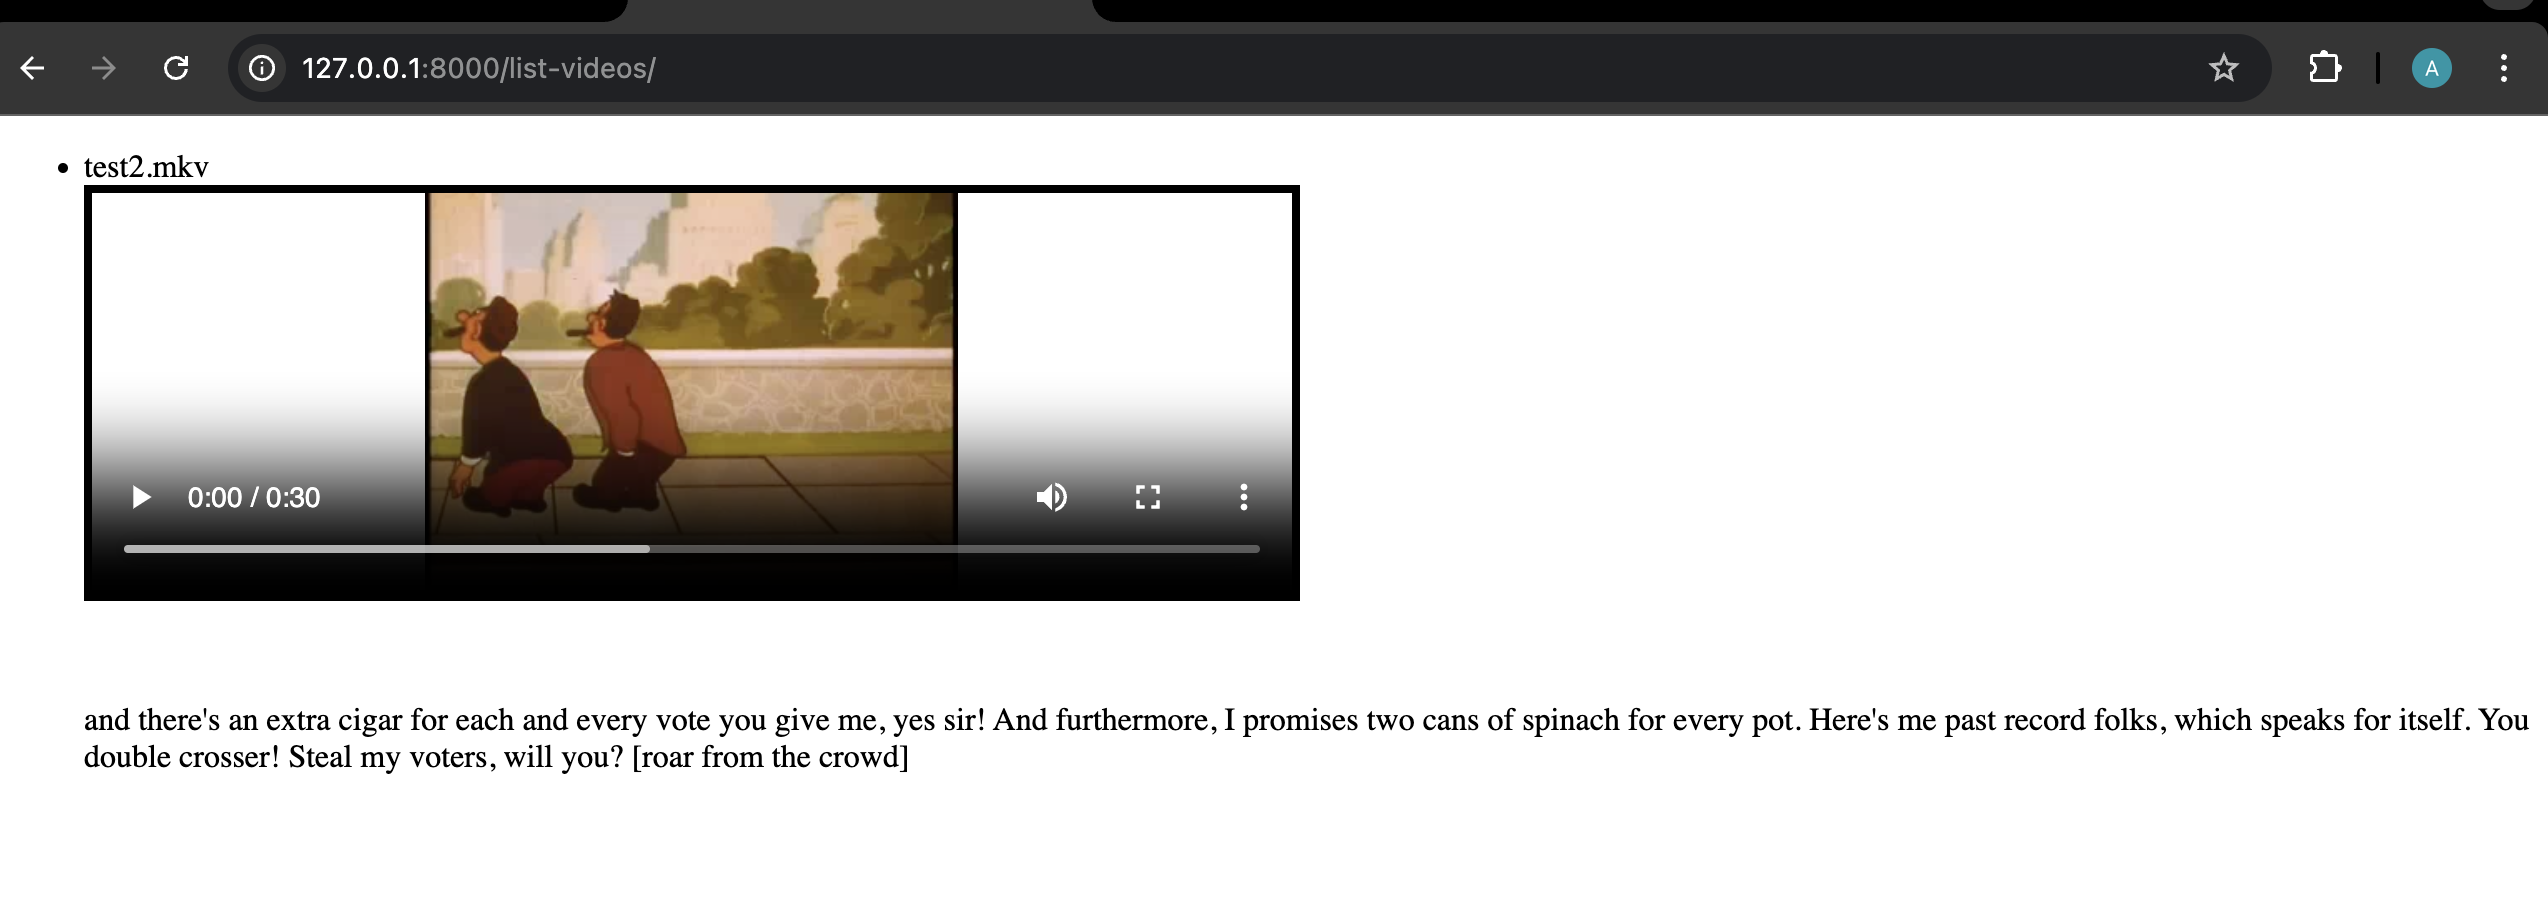 127.0.0.1:8000/list-videos/
A
test2.mkv
0:00 / 0:30
and there's an extra cigar for each and every vote you give me, yes sir! And furthermore, I promises two cans of spinach for every pot. Here's me past record folks, which speaks for itself. You
double crosser! Steal my voters, will you? [roar from the crowd]